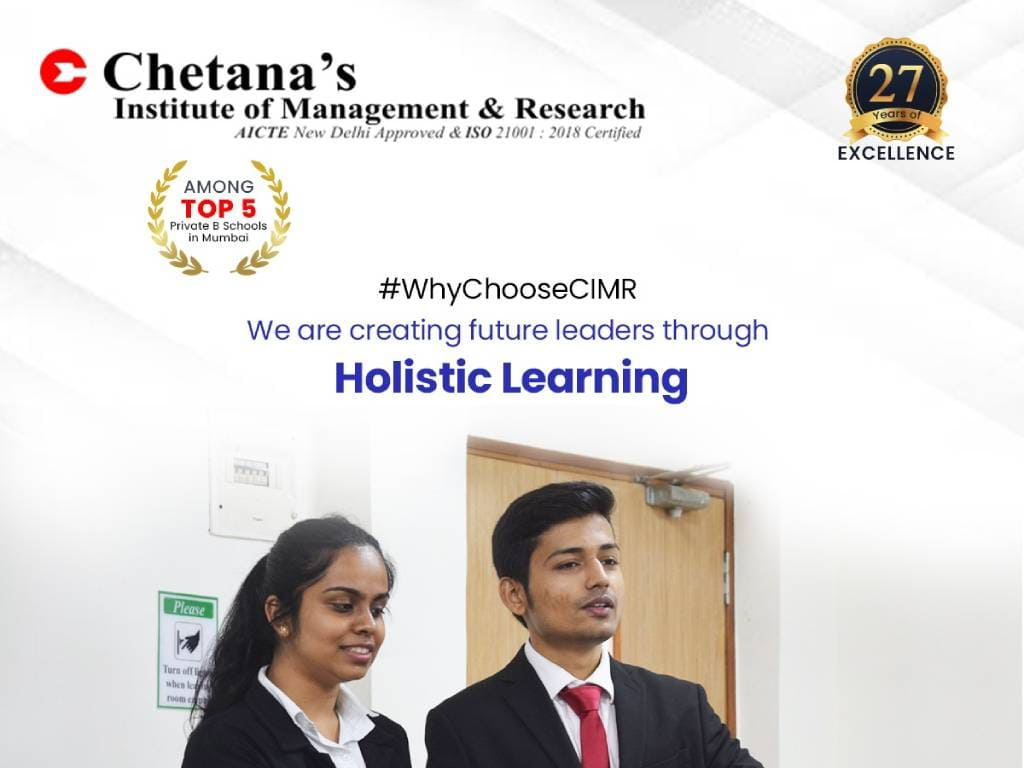 Chetana's
Institute of Management & Research
AICTE New Delhi Approved & ISO 21001 : 2018 Certified
27
Years of
EXCELLENCE
AMONG
TOP 5
Private B Schools
in Mumbai
#WhyChooseCIMR
We are creating future leaders through
Holistic Learning
Please
Turn off
when
room